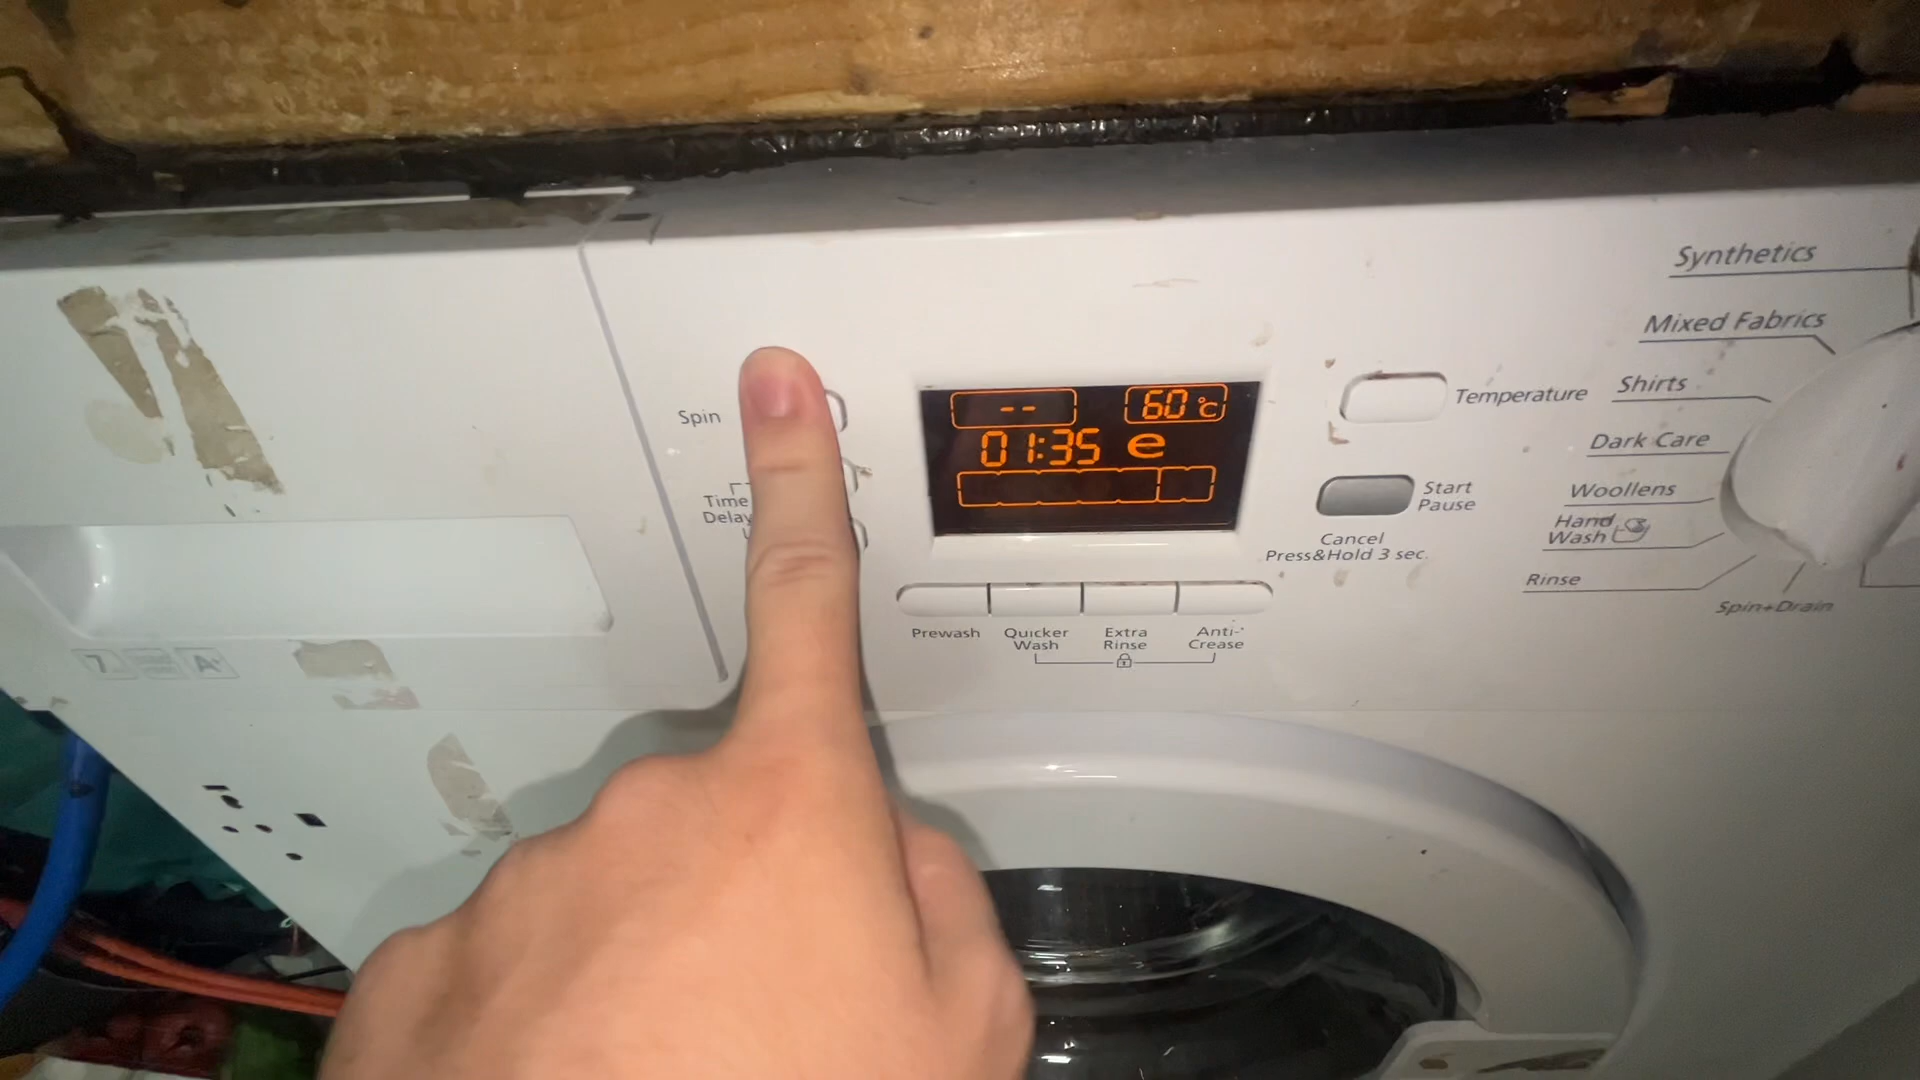 Spin
Time
Delay
--
60 °C
01:35 e
Temperature
Start
Pause
Cancel
Press&Hold 3 sec.
Prewash
Quicker
Wash
Extra
Rinse
Anti-
Crease
Synthetics
Mixed Fabrics
Shirts
Dark Care
Woollens
Hand
Wash
Rinse
Spin+Drain
7
A+